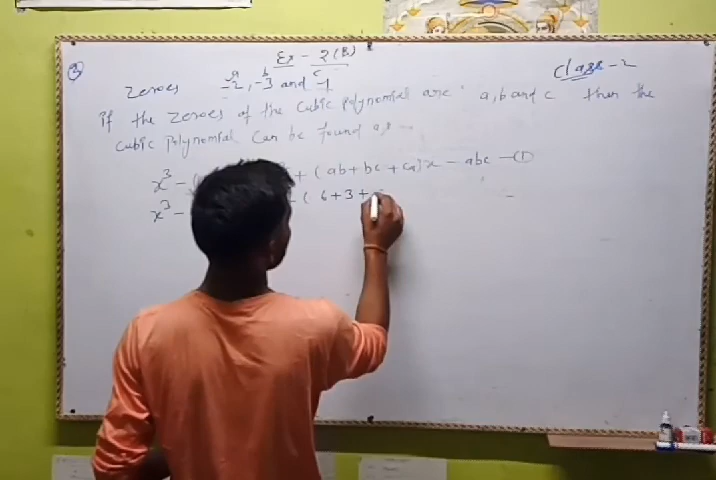 Ex - 2(B)
Class - 2
3
a b c
Zeroes -2, -3 and -1
If the zeroes of the cubic polynomial are a, b and c then the
cubic polynomial can be found as
x³ - + (ab + bc + ca)x - abc - 1
x³ - ( 6 + 3 +